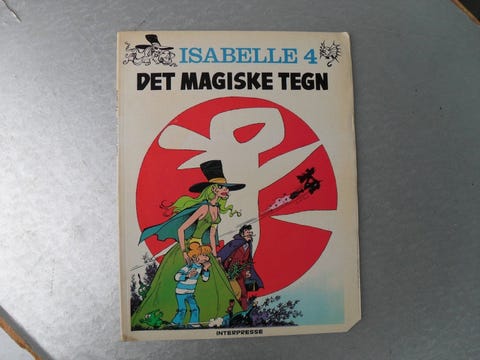 ISABELLE 4
DET MAGISKE TEGN
INTERPRESSE